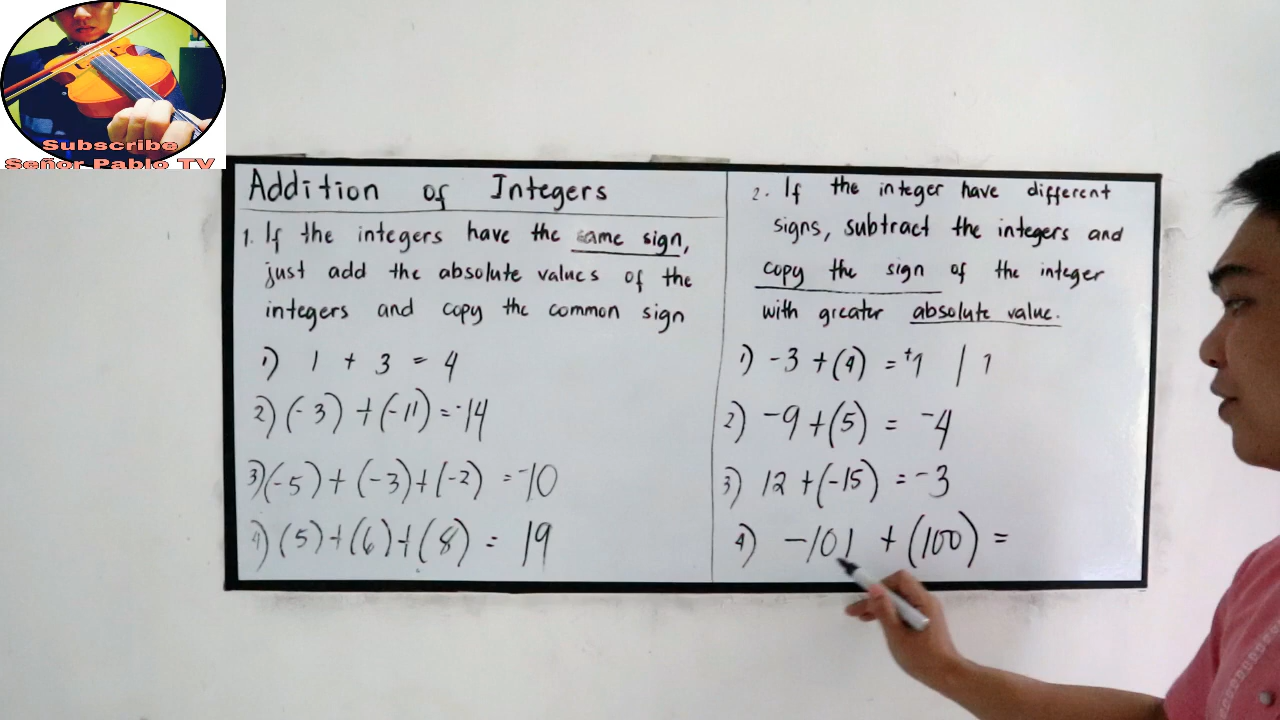 Subscribe
Señor Pablo TV
Addition of Integers
1. If the integers have the same sign,
just add the absolute values of the
integers and copy the common sign
1) 1 + 3 = 4
2) (-3) + (-11) = -14
3) (-5) + (-3) + (-2) = -10
4) (5) + (6) + (8) = 19
2. If the integer have different
signs, subtract the integers and
copy the sign of the integer
with greater absolute value.
1) -3 + (4) = +1 | 1
2) -9 + (5) = -4
3) 12 + (-15) = -3
4) -101 + (100) =